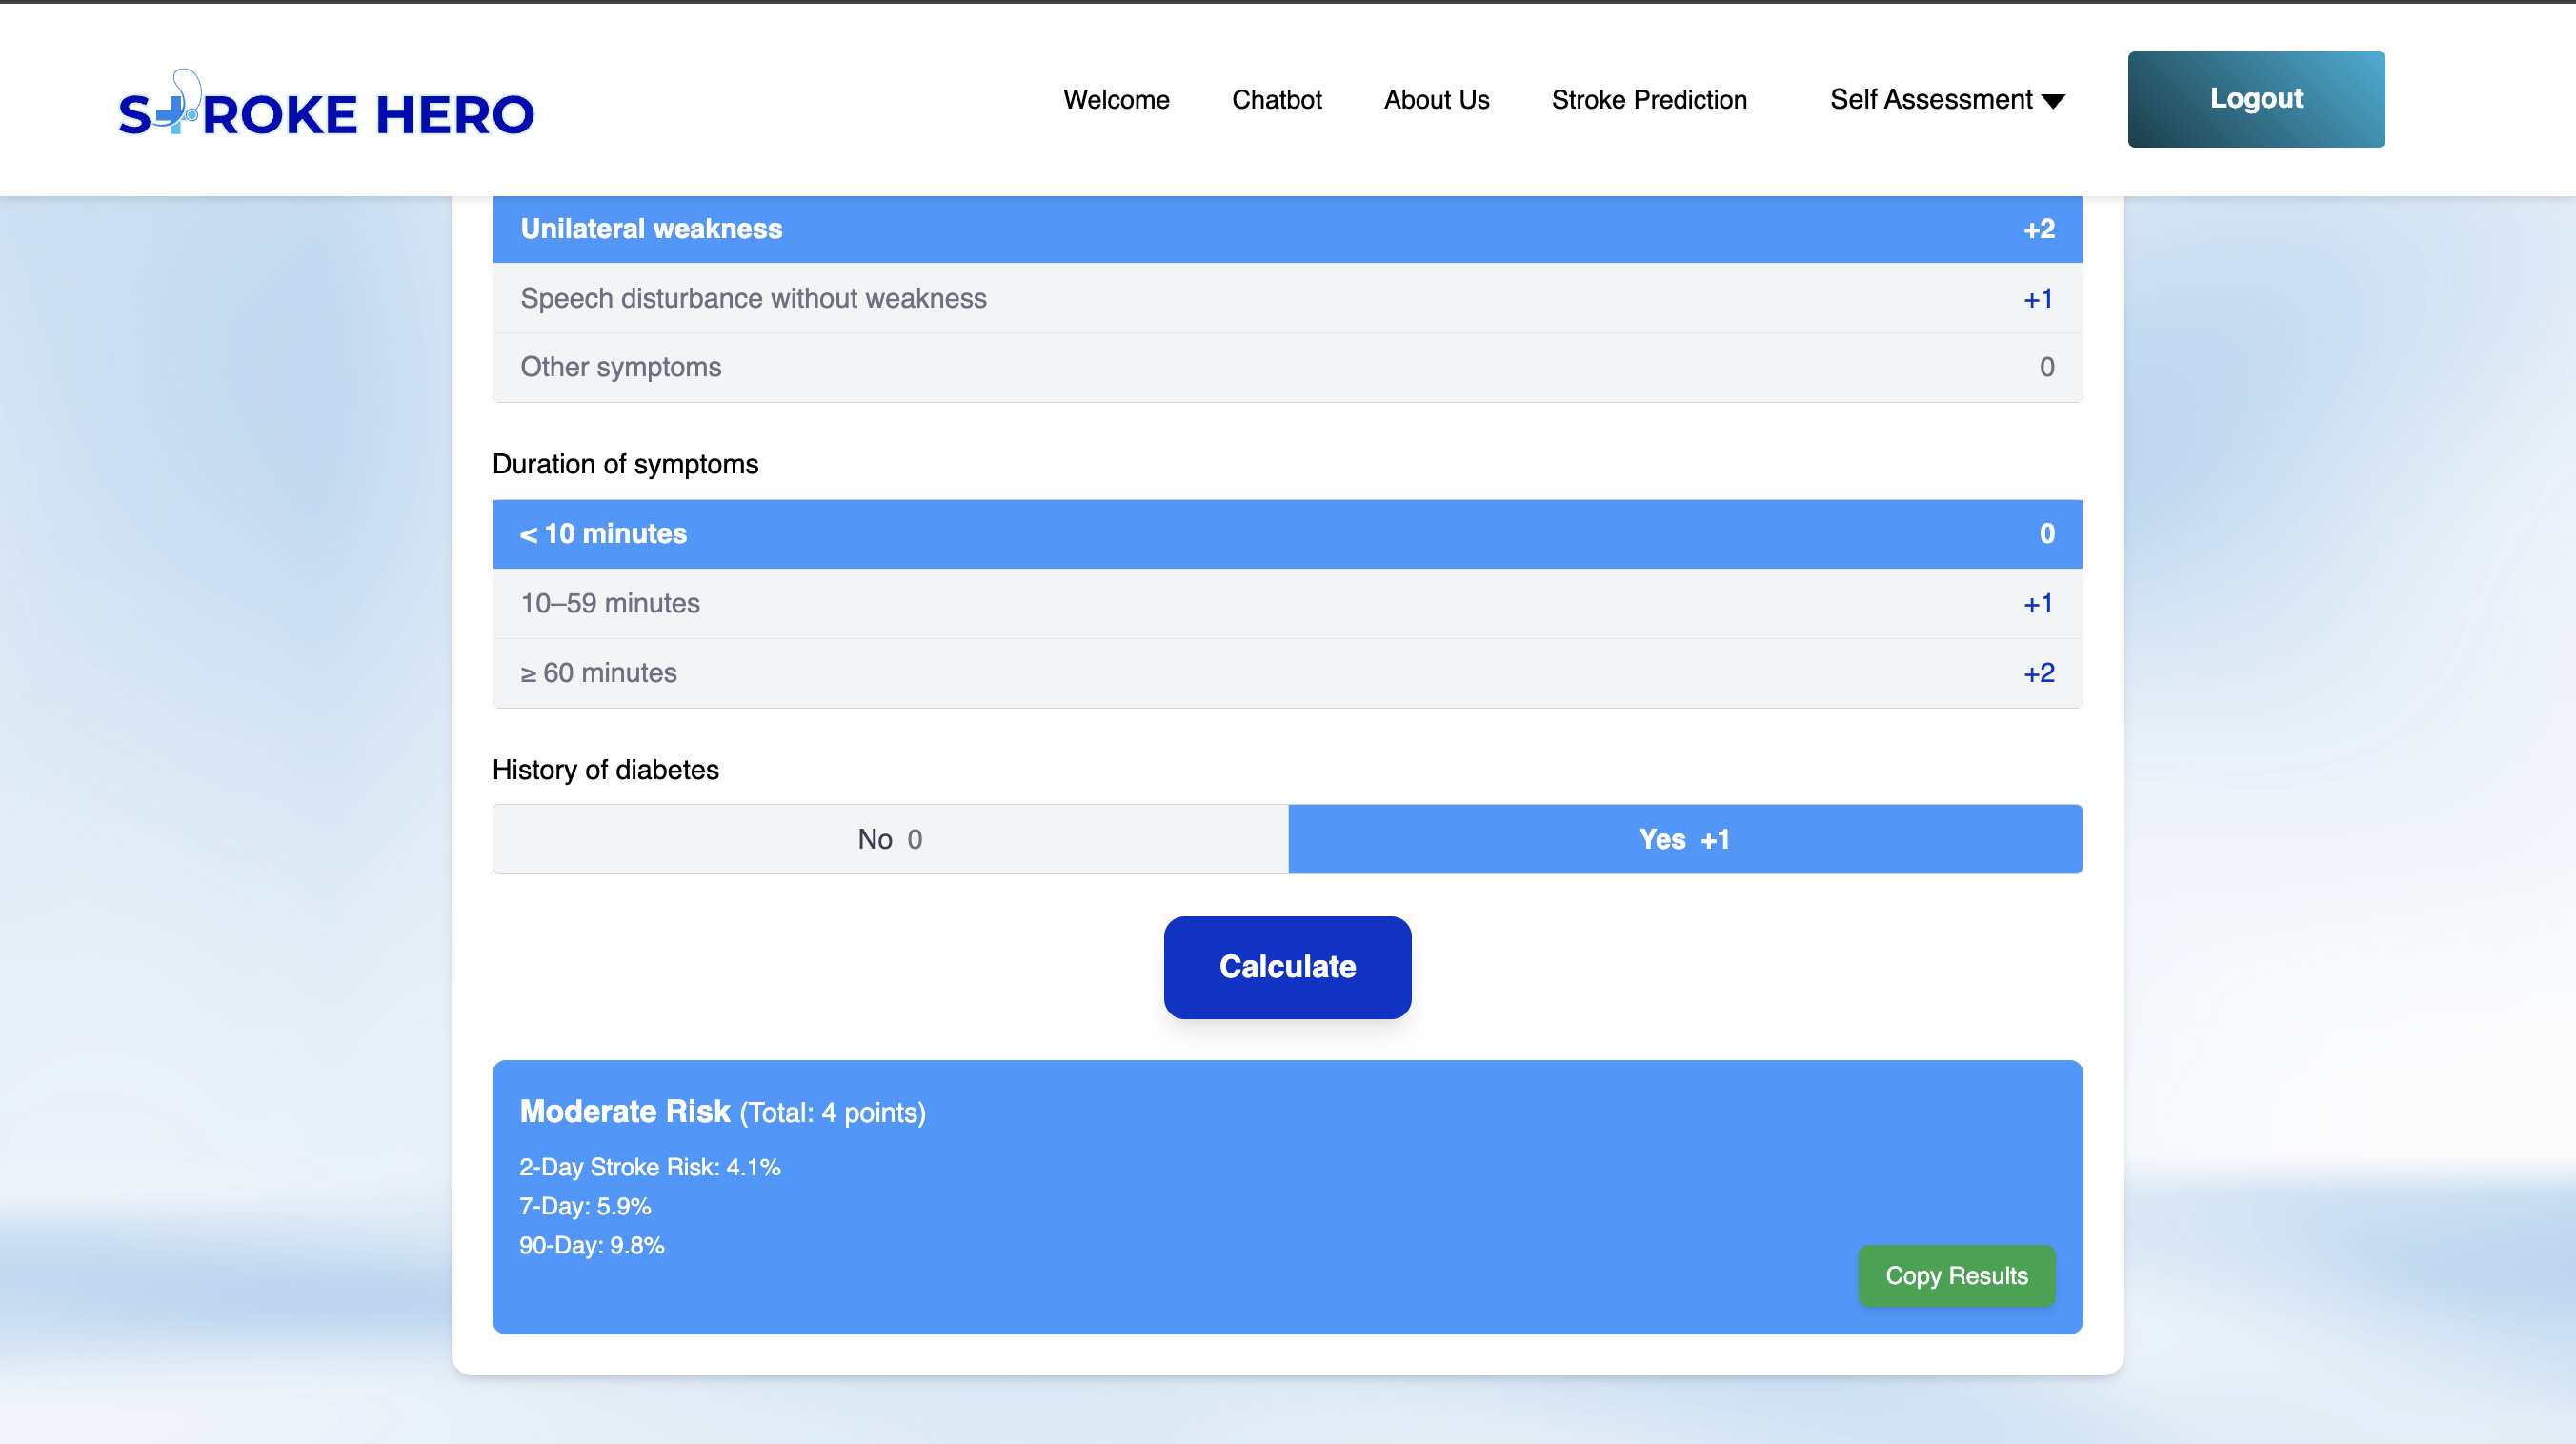 STROKE HERO
Welcome Chatbot About Us Stroke Prediction Self Assessment Logout
Unilateral weakness +2
Speech disturbance without weakness +1
Other symptoms 0
Duration of symptoms
< 10 minutes 0
10–59 minutes +1
≥ 60 minutes +2
History of diabetes
No 0 Yes +1
Calculate
Moderate Risk (Total: 4 points)
2-Day Stroke Risk: 4.1%
7-Day: 5.9%
90-Day: 9.8%
Copy Results